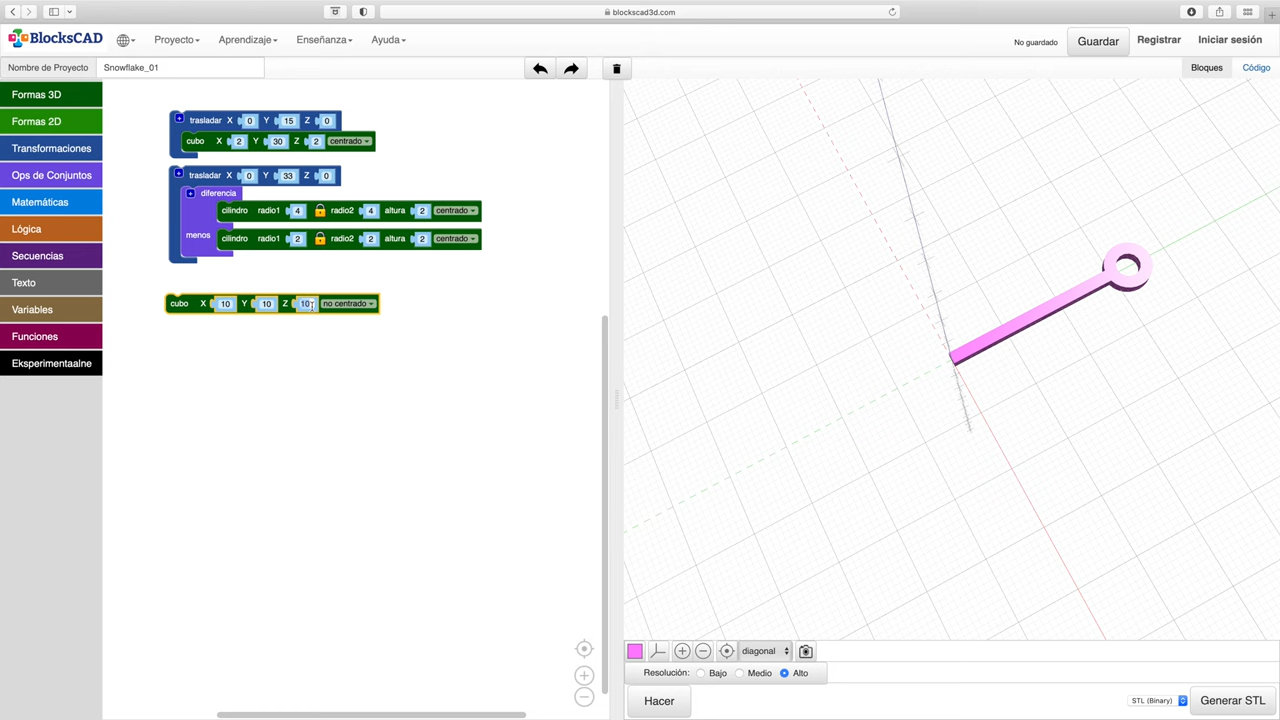 blockscad3d.com
BlocksCAD Proyecto Aprendizaje Enseñanza Ayuda No guardado Guardar Registrar Iniciar sesión
Nombre de Proyecto Snowflake_01 Bloques Código
Formas 3D
Formas 2D
Transformaciones
Ops de Conjuntos
Matemáticas
Lógica
Secuencias
Texto
Variables
Funciones
Eksperimentaalne
+ trasladar X 0 Y 15 Z 0
cubo X 2 Y 30 Z 2 centrado
+ trasladar X 0 Y 33 Z 0
+ diferencia
cilindro radio1 4 radio2 4 altura 2 centrado
menos
cilindro radio1 2 radio2 2 altura 2 centrado
cubo X 10 Y 10 Z 10 no centrado
diagonal
Resolución: Bajo Medio Alto
Hacer STL (Binary) Generar STL